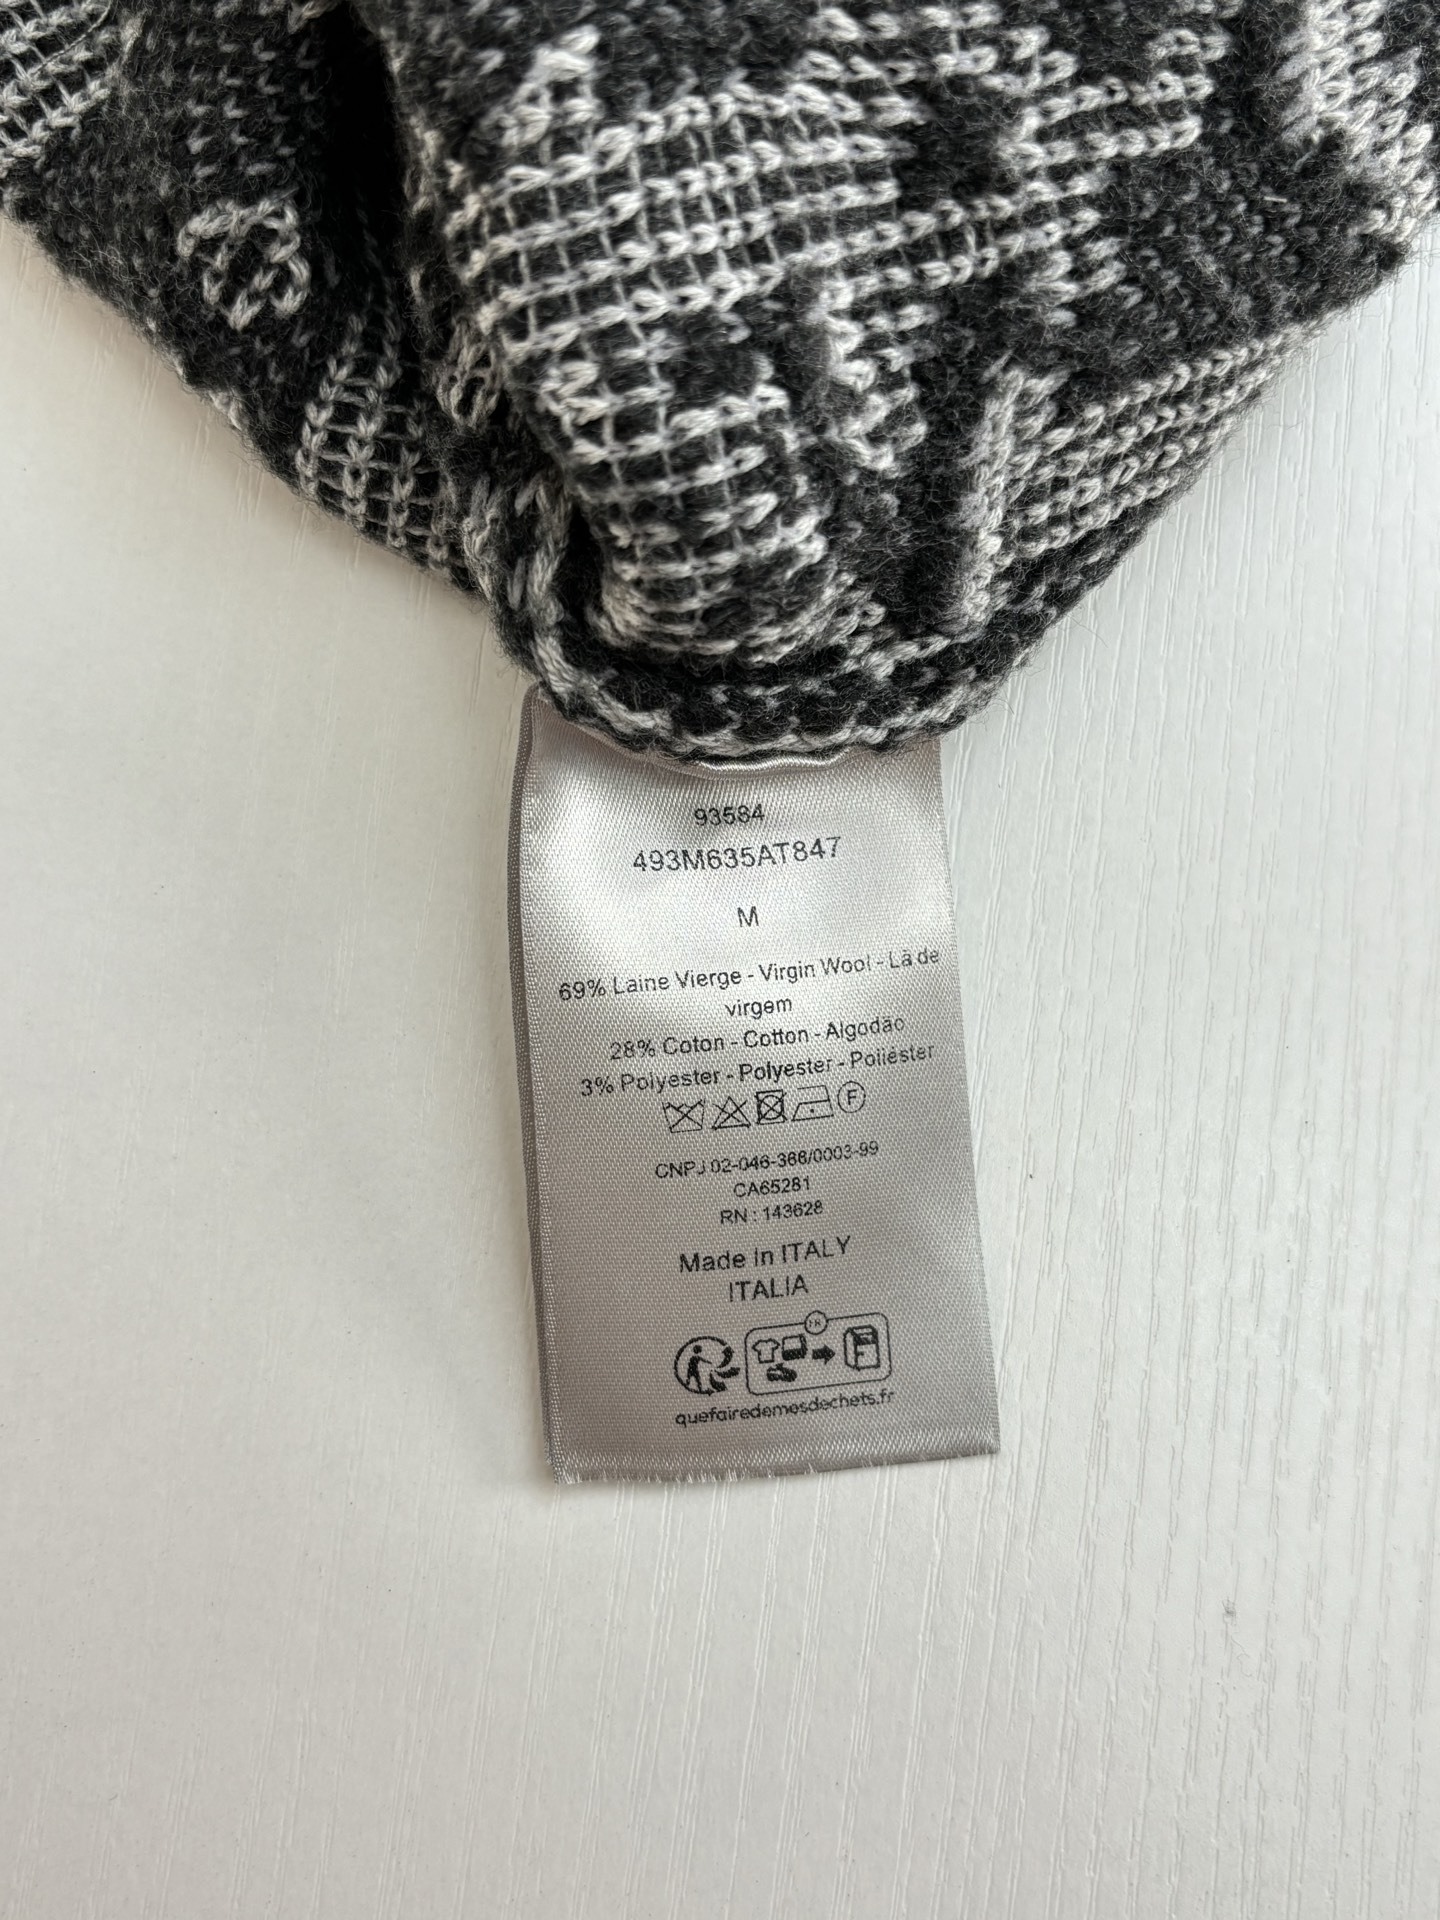 93584
493M635AT847
M
69% Laine Vierge - Virgin Wool - Lã de
virgem
28% Coton - Cotton - Algodão
3% Polyester - Polyester - Poliéster
F
CNPJ 02-046-366/0003-99
CA65281
RN : 143628
Made in ITALY
ITALIA
FR
quefairedemesdechets.fr